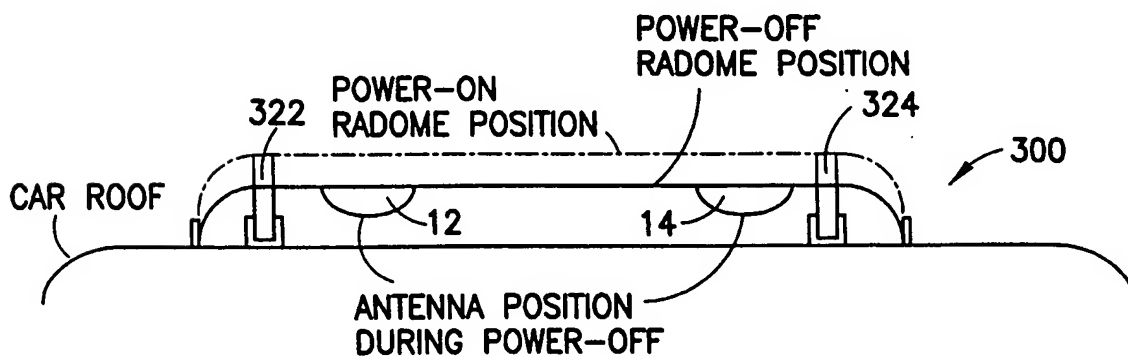 POWER-OFF
RADOME POSITION
POWER-ON
RADOME POSITION
322
324
300
CAR ROOF
12
14
ANTENNA POSITION
DURING POWER-OFF